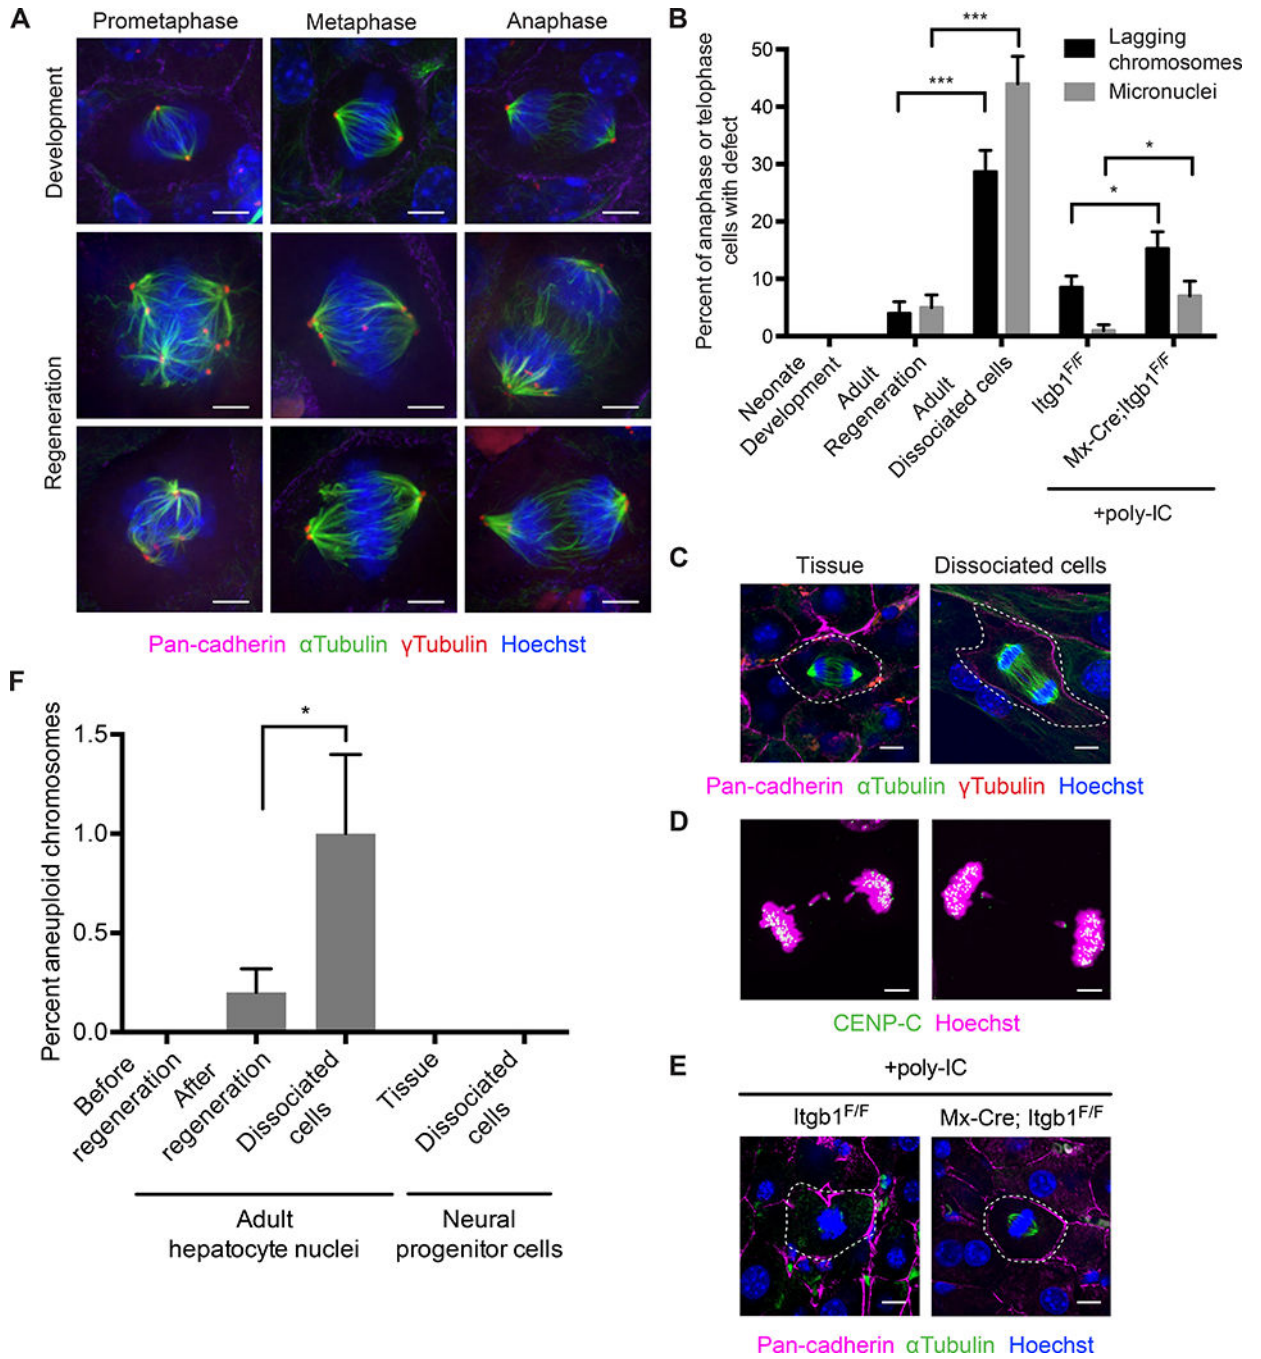 A
Prometaphase
Metaphase
Anaphase
Development
Regeneration
Pan-cadherin αTubulin γTubulin Hoechst
B
Percent of anaphase or telophase
cells with defect
50
40
30
20
10
0
***
***
*
*
Lagging
chromosomes
Micronuclei
Neonate
Development
Adult
Regeneration
Adult
Dissociated cells
Itgb1F/F
Mx-Cre;Itgb1F/F
+poly-IC
C
Tissue
Dissociated cells
Pan-cadherin αTubulin γTubulin Hoechst
D
CENP-C Hoechst
E
+poly-IC
Itgb1F/F
Mx-Cre; Itgb1F/F
Pan-cadherin αTubulin Hoechst
F
Percent aneuploid chromosomes
1.5
1.0
0.5
0.0
*
Before
regeneration
After
regeneration
Dissociated
cells
Tissue
Dissociated
cells
Adult
hepatocyte nuclei
Neural
progenitor cells